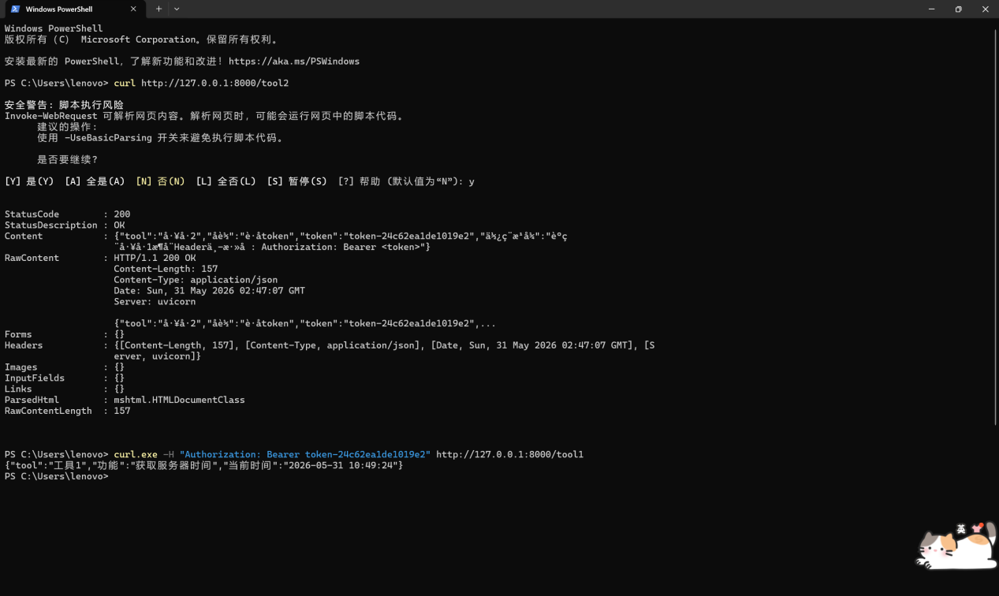 Windows PowerShell
Windows PowerShell
版权所有 (C) Microsoft Corporation。保留所有权利。
安装最新的 PowerShell，了解新功能和改进！https://aka.ms/PSWindows
PS C:\Users\lenovo> curl http://127.0.0.1:8000/tool2
安全警告: 脚本执行风险
Invoke-WebRequest 可解析网页内容。解析网页时，可能会运行网页中的脚本代码。
建议的操作:
使用 -UseBasicParsing 开关来避免执行脚本代码。
是否要继续?
[Y] 是(Y) [A] 全是(A) [N] 否(N) [L] 全否(L) [S] 暂停(S) [?] 帮助 (默认值为“N”): y
StatusCode : 200
StatusDescription : OK
Content : {"tool":"å·¥å·2","åè½":"è·åtoken","token":"token-24c62ea1de1019e2","ä½¿ç¨æ¹å¼":"è°ç
¨å·¥å·1æ¶å¨Headerä¸­æ·»å : Authorization: Bearer <token>"}
RawContent : HTTP/1.1 200 OK
Content-Length: 157
Content-Type: application/json
Date: Sun, 31 May 2026 02:47:07 GMT
Server: uvicorn
{"tool":"å·¥å·2","åè½":"è·åtoken","token":"token-24c62ea1de1019e2",...
Forms : {}
Headers : {[Content-Length, 157], [Content-Type, application/json], [Date, Sun, 31 May 2026 02:47:07 GMT], [S
erver, uvicorn]}
Images : {}
InputFields : {}
Links : {}
ParsedHtml : mshtml.HTMLDocumentClass
RawContentLength : 157
PS C:\Users\lenovo> curl.exe -H "Authorization: Bearer token-24c62ea1de1019e2" http://127.0.0.1:8000/tool1
{"tool":"工具1","功能":"获取服务器时间","当前时间":"2026-05-31 10:49:24"}
PS C:\Users\lenovo>
英